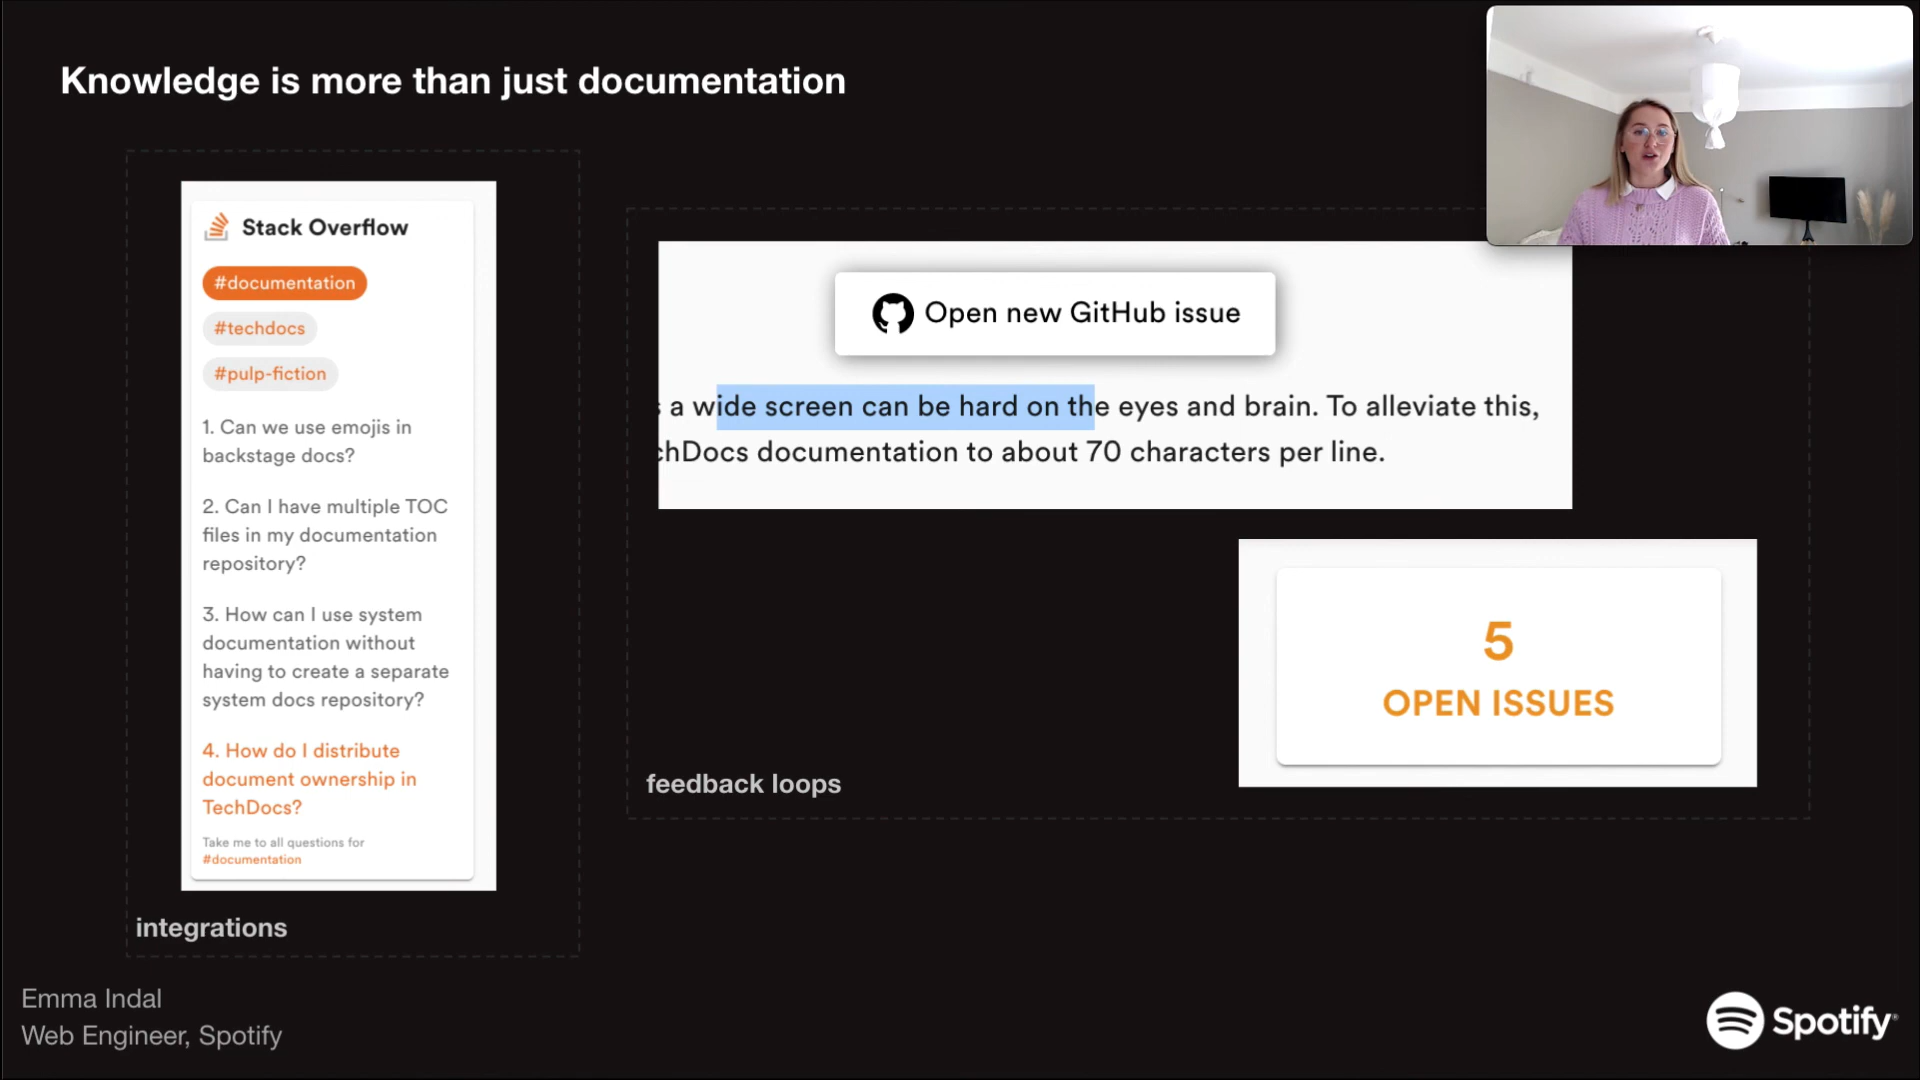 Knowledge is more than just documentation
Stack Overflow
#documentation
#techdocs
#pulp-fiction
1. Can we use emojis in
backstage docs?
2. Can I have multiple TOC
files in my documentation
repository?
3. How can I use system
documentation without
having to create a separate
system docs repository?
4. How do I distribute
document ownership in
TechDocs?
Take me to all questions for
#documentation
integrations
Open new GitHub issue
a wide screen can be hard on the eyes and brain. To alleviate this,
chDocs documentation to about 70 characters per line.
5
OPEN ISSUES
feedback loops
Emma Indal
Web Engineer, Spotify
Spotify